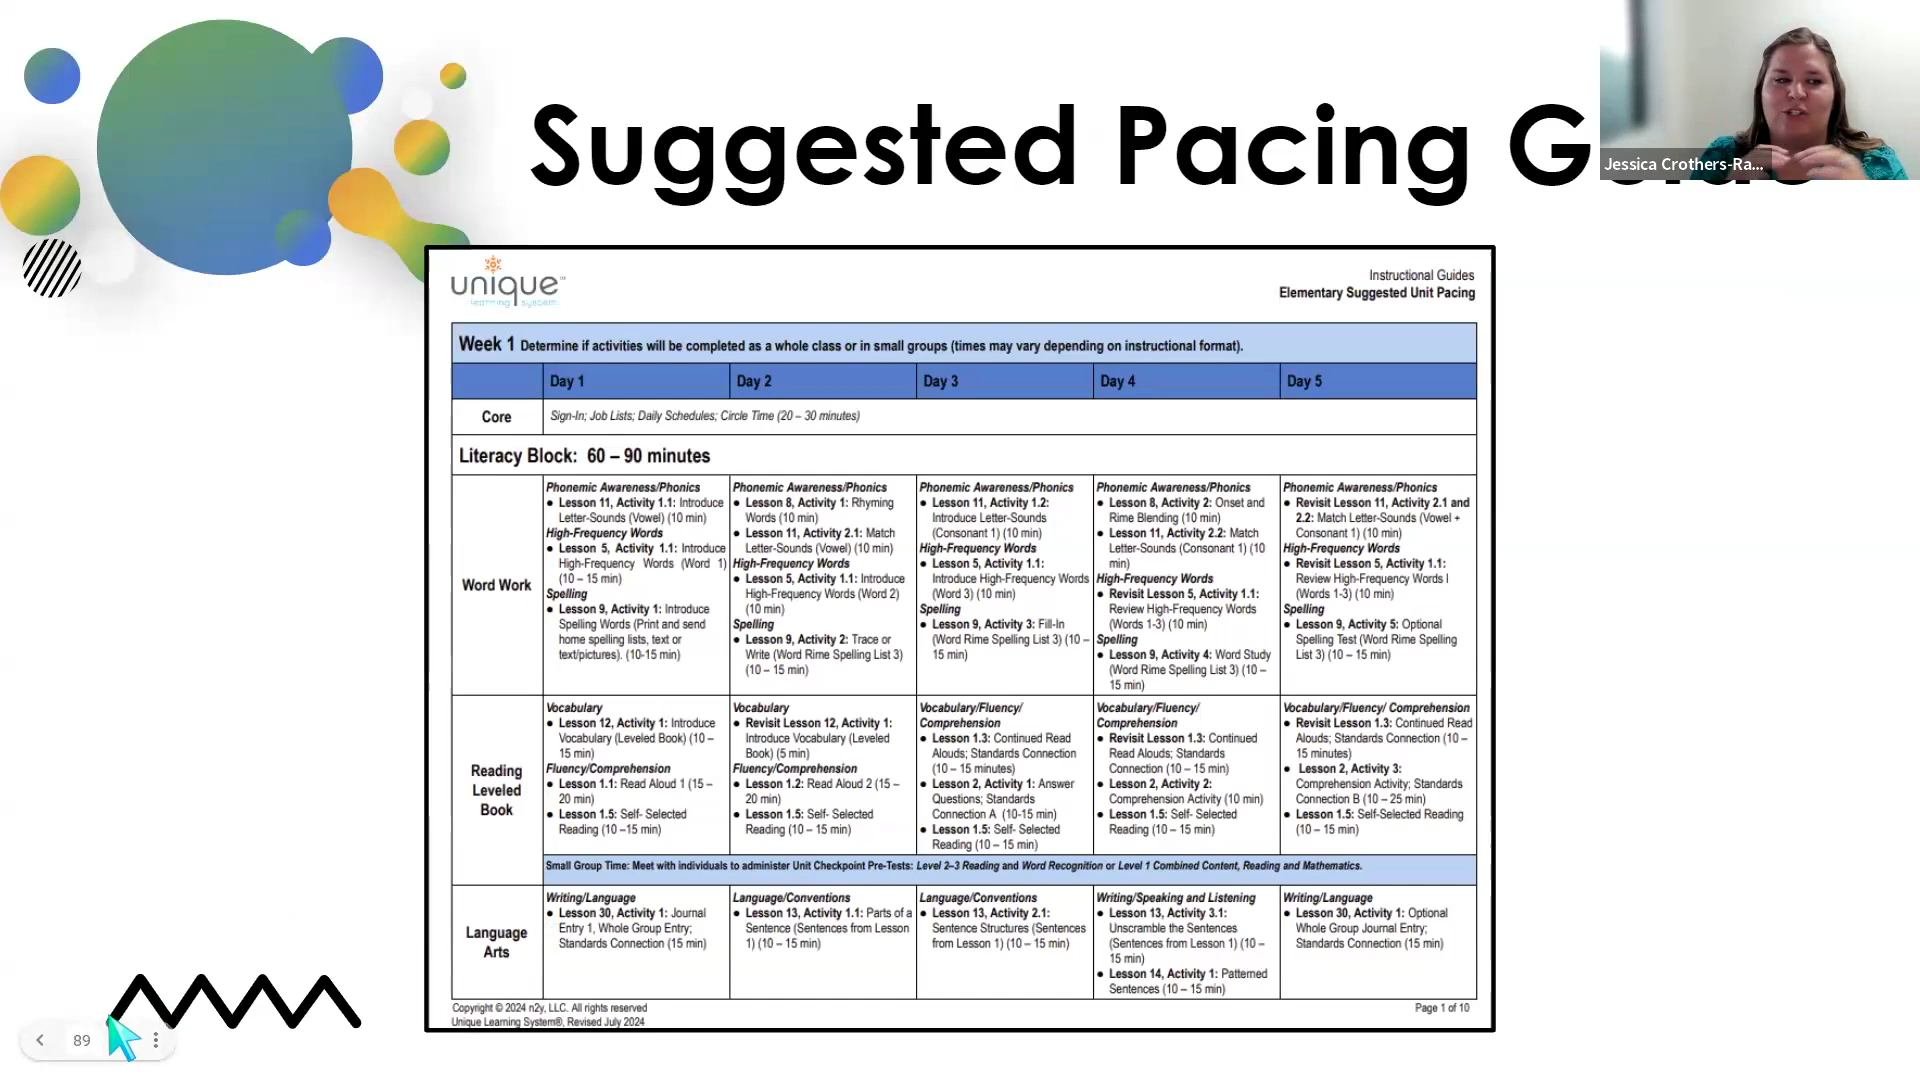 Suggested Pacing G
Jessica Crothers-Ra...
unique™
learning system
Instructional Guides
Elementary Suggested Unit Pacing
Week 1 Determine if activities will be completed as a whole class or in small groups (times may vary depending on instructional format).
Day 1
Day 2
Day 3
Day 4
Day 5
Core
Sign-In; Job Lists; Daily Schedules; Circle Time (20 – 30 minutes)
Literacy Block: 60 – 90 minutes
Word Work
Phonemic Awareness/Phonics
● Lesson 11, Activity 1.1: Introduce
Letter-Sounds (Vowel) (10 min)
High-Frequency Words
● Lesson 5, Activity 1.1: Introduce
High-Frequency Words (Word 1)
(10 – 15 min)
Spelling
● Lesson 9, Activity 1: Introduce
Spelling Words (Print and send
home spelling lists, text or
text/pictures). (10-15 min)
Phonemic Awareness/Phonics
● Lesson 8, Activity 1: Rhyming
Words (10 min)
● Lesson 11, Activity 2.1: Match
Letter-Sounds (Vowel) (10 min)
High-Frequency Words
● Lesson 5, Activity 1.1: Introduce
High-Frequency Words (Word 2)
(10 min)
Spelling
● Lesson 9, Activity 2: Trace or
Write (Word Rime Spelling List 3)
(10 – 15 min)
Phonemic Awareness/Phonics
● Lesson 11, Activity 1.2:
Introduce Letter-Sounds
(Consonant 1) (10 min)
High-Frequency Words
● Lesson 5, Activity 1.1:
Introduce High-Frequency Words
(Word 3) (10 min)
Spelling
● Lesson 9, Activity 3: Fill-In
(Word Rime Spelling List 3) (10 –
15 min)
Phonemic Awareness/Phonics
● Lesson 8, Activity 2: Onset and
Rime Blending (10 min)
● Lesson 11, Activity 2.2: Match
Letter-Sounds (Consonant 1) (10
min)
High-Frequency Words
● Revisit Lesson 5, Activity 1.1:
Review High-Frequency Words
(Words 1-3) (10 min)
Spelling
● Lesson 9, Activity 4: Word Study
(Word Rime Spelling List 3) (10 –
15 min)
Phonemic Awareness/Phonics
● Revisit Lesson 11, Activity 2.1 and
2.2: Match Letter-Sounds (Vowel +
Consonant 1) (10 min)
High-Frequency Words
● Revisit Lesson 5, Activity 1.1:
Review High-Frequency Words I
(Words 1-3) (10 min)
Spelling
● Lesson 9, Activity 5: Optional
Spelling Test (Word Rime Spelling
List 3) (10 – 15 min)
Reading
Leveled
Book
Vocabulary
● Lesson 12, Activity 1: Introduce
Vocabulary (Leveled Book) (10 –
15 min)
Fluency/Comprehension
● Lesson 1.1: Read Aloud 1 (15 –
20 min)
● Lesson 1.5: Self- Selected
Reading (10 –15 min)
Vocabulary
● Revisit Lesson 12, Activity 1:
Introduce Vocabulary (Leveled
Book) (5 min)
Fluency/Comprehension
● Lesson 1.2: Read Aloud 2 (15 –
20 min)
● Lesson 1.5: Self- Selected
Reading (10 – 15 min)
Vocabulary/Fluency/
Comprehension
● Lesson 1.3: Continued Read
Alouds; Standards Connection
(10 – 15 minutes)
● Lesson 2, Activity 1: Answer
Questions; Standards
Connection A (10-15 min)
● Lesson 1.5: Self- Selected
Reading (10 – 15 min)
Vocabulary/Fluency/
Comprehension
● Revisit Lesson 1.3: Continued
Read Alouds; Standards
Connection (10 – 15 min)
● Lesson 2, Activity 2:
Comprehension Activity (10 min)
● Lesson 1.5: Self- Selected
Reading (10 – 15 min)
Vocabulary/Fluency/ Comprehension
● Revisit Lesson 1.3: Continued Read
Alouds; Standards Connection (10 –
15 minutes)
● Lesson 2, Activity 3:
Comprehension Activity; Standards
Connection B (10 – 25 min)
● Lesson 1.5: Self-Selected Reading
(10 – 15 min)
Small Group Time: Meet with individuals to administer Unit Checkpoint Pre-Tests: Level 2–3 Reading and Word Recognition or Level 1 Combined Content, Reading and Mathematics.
Language
Arts
Writing/Language
● Lesson 30, Activity 1: Journal
Entry 1, Whole Group Entry;
Standards Connection (15 min)
Language/Conventions
● Lesson 13, Activity 1.1: Parts of a
Sentence (Sentences from Lesson
1) (10 – 15 min)
Language/Conventions
● Lesson 13, Activity 2.1:
Sentence Structures (Sentences
from Lesson 1) (10 – 15 min)
Writing/Speaking and Listening
● Lesson 13, Activity 3.1:
Unscramble the Sentences
(Sentences from Lesson 1) (10 –
15 min)
● Lesson 14, Activity 1: Patterned
Sentences (10 – 15 min)
Writing/Language
● Lesson 30, Activity 1: Optional
Whole Group Journal Entry;
Standards Connection (15 min)
Copyright © 2024 n2y, LLC. All rights reserved
Unique Learning System®, Revised July 2024
Page 1 of 10
89